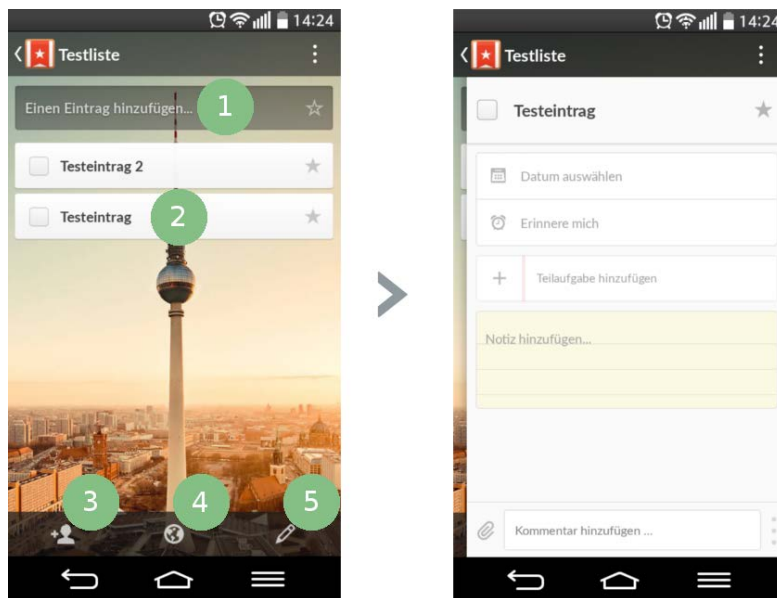 14:24
Testliste
Einen Eintrag hinzufügen...
1
Testeintrag 2
Testeintrag
2
3
4
5
14:24
Testliste
Testeintrag
Datum auswählen
Erinnere mich
Teilaufgabe hinzufügen
Notiz hinzufügen...
Kommentar hinzufügen ...